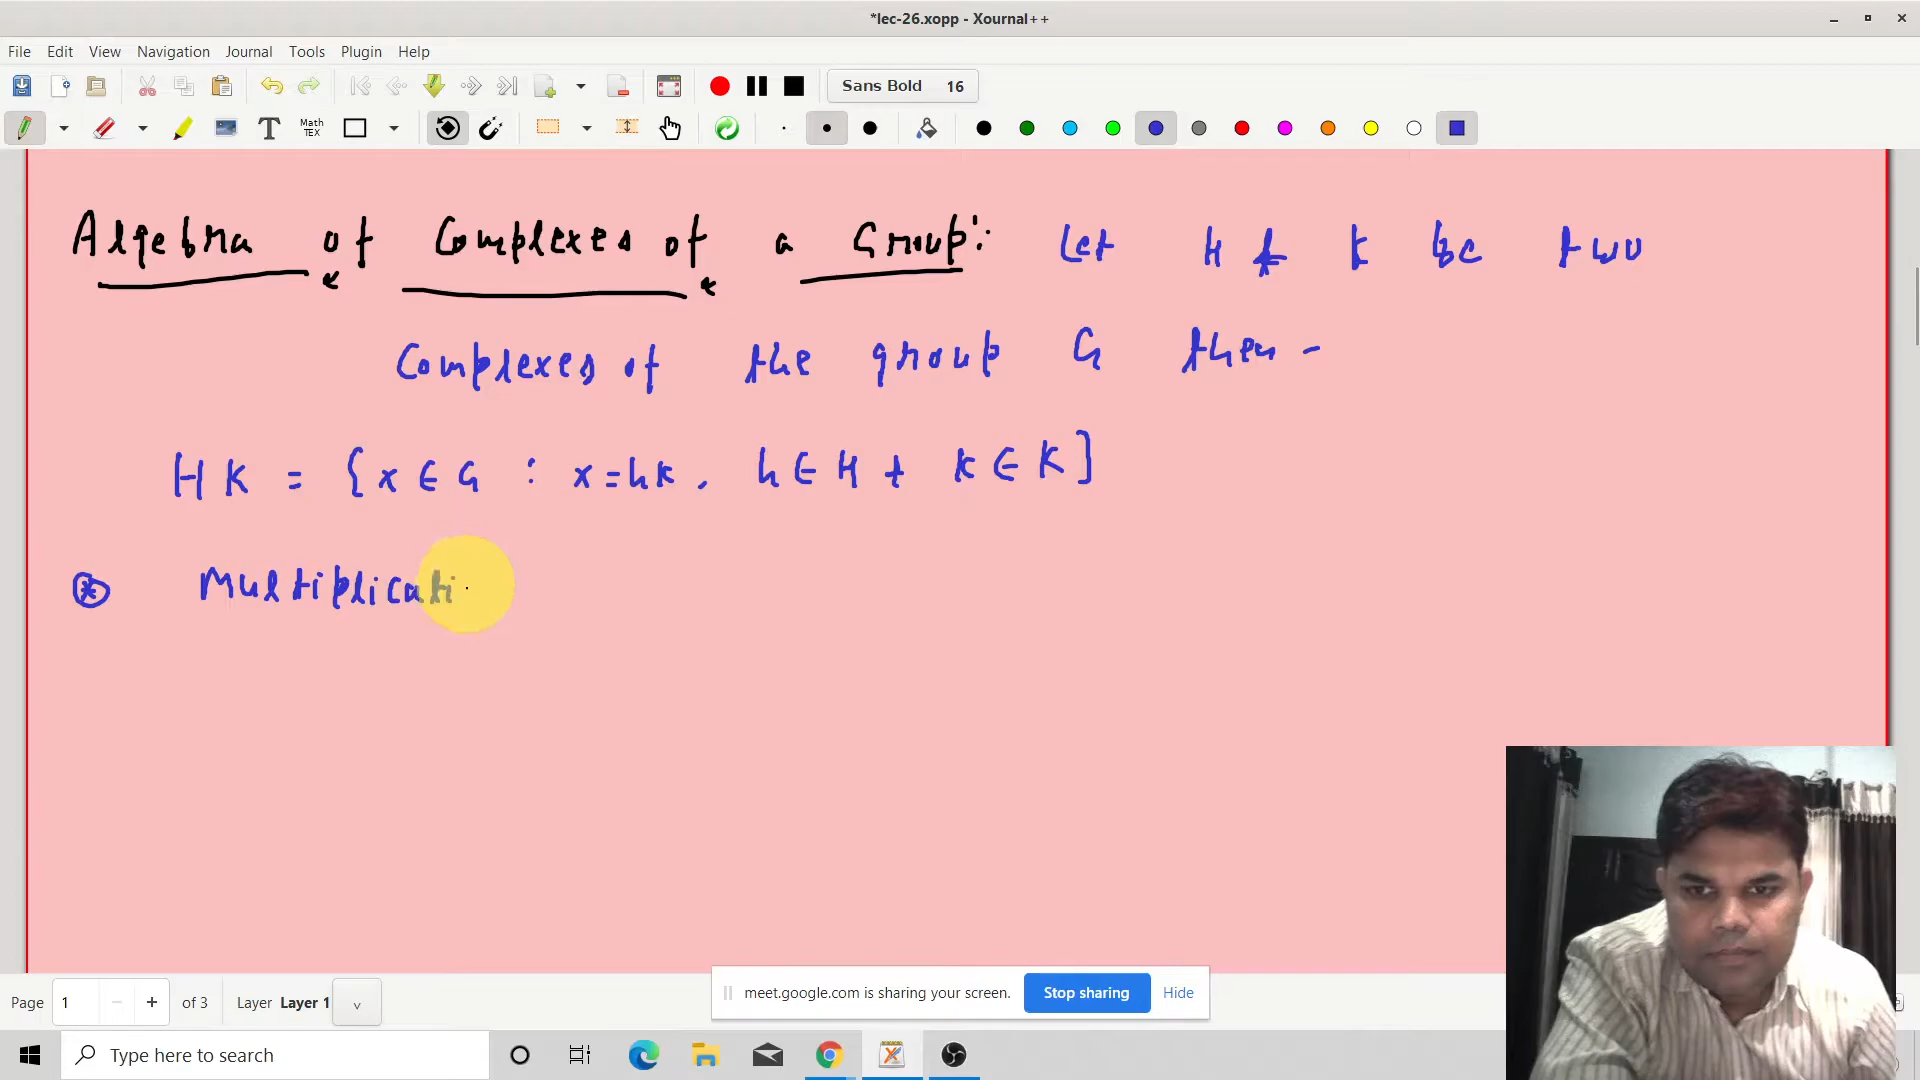 *lec-26.xopp - Xournal++
File Edit View Navigation Journal Tools Plugin Help
Sans Bold 16
Math TEX
Algebra of Complexes of a Group: Let H & K be two
Complexes of the group G then -
HK = {x ∈ G : x = hk, h ∈ H & k ∈ K}
* Multiplicati
Page 1 of 3 Layer Layer 1
meet.google.com is sharing your screen. Stop sharing Hide
Type here to search